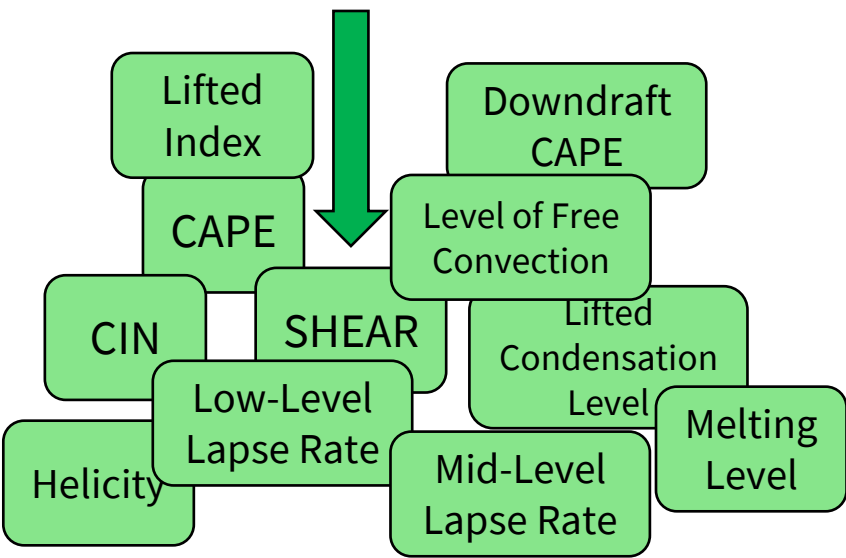 Lifted
Index
Downdraft
CAPE
CAPE
Level of Free
Convection
CIN
SHEAR
Lifted
Condensation
Level
Low-Level
Lapse Rate
Melting
Level
Helicity
Mid-Level
Lapse Rate